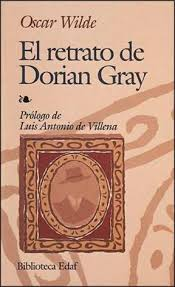 Oscar Wilde
El retrato de
Dorian Gray
Prólogo de
Luis Antonio de Villena
Biblioteca Edaf